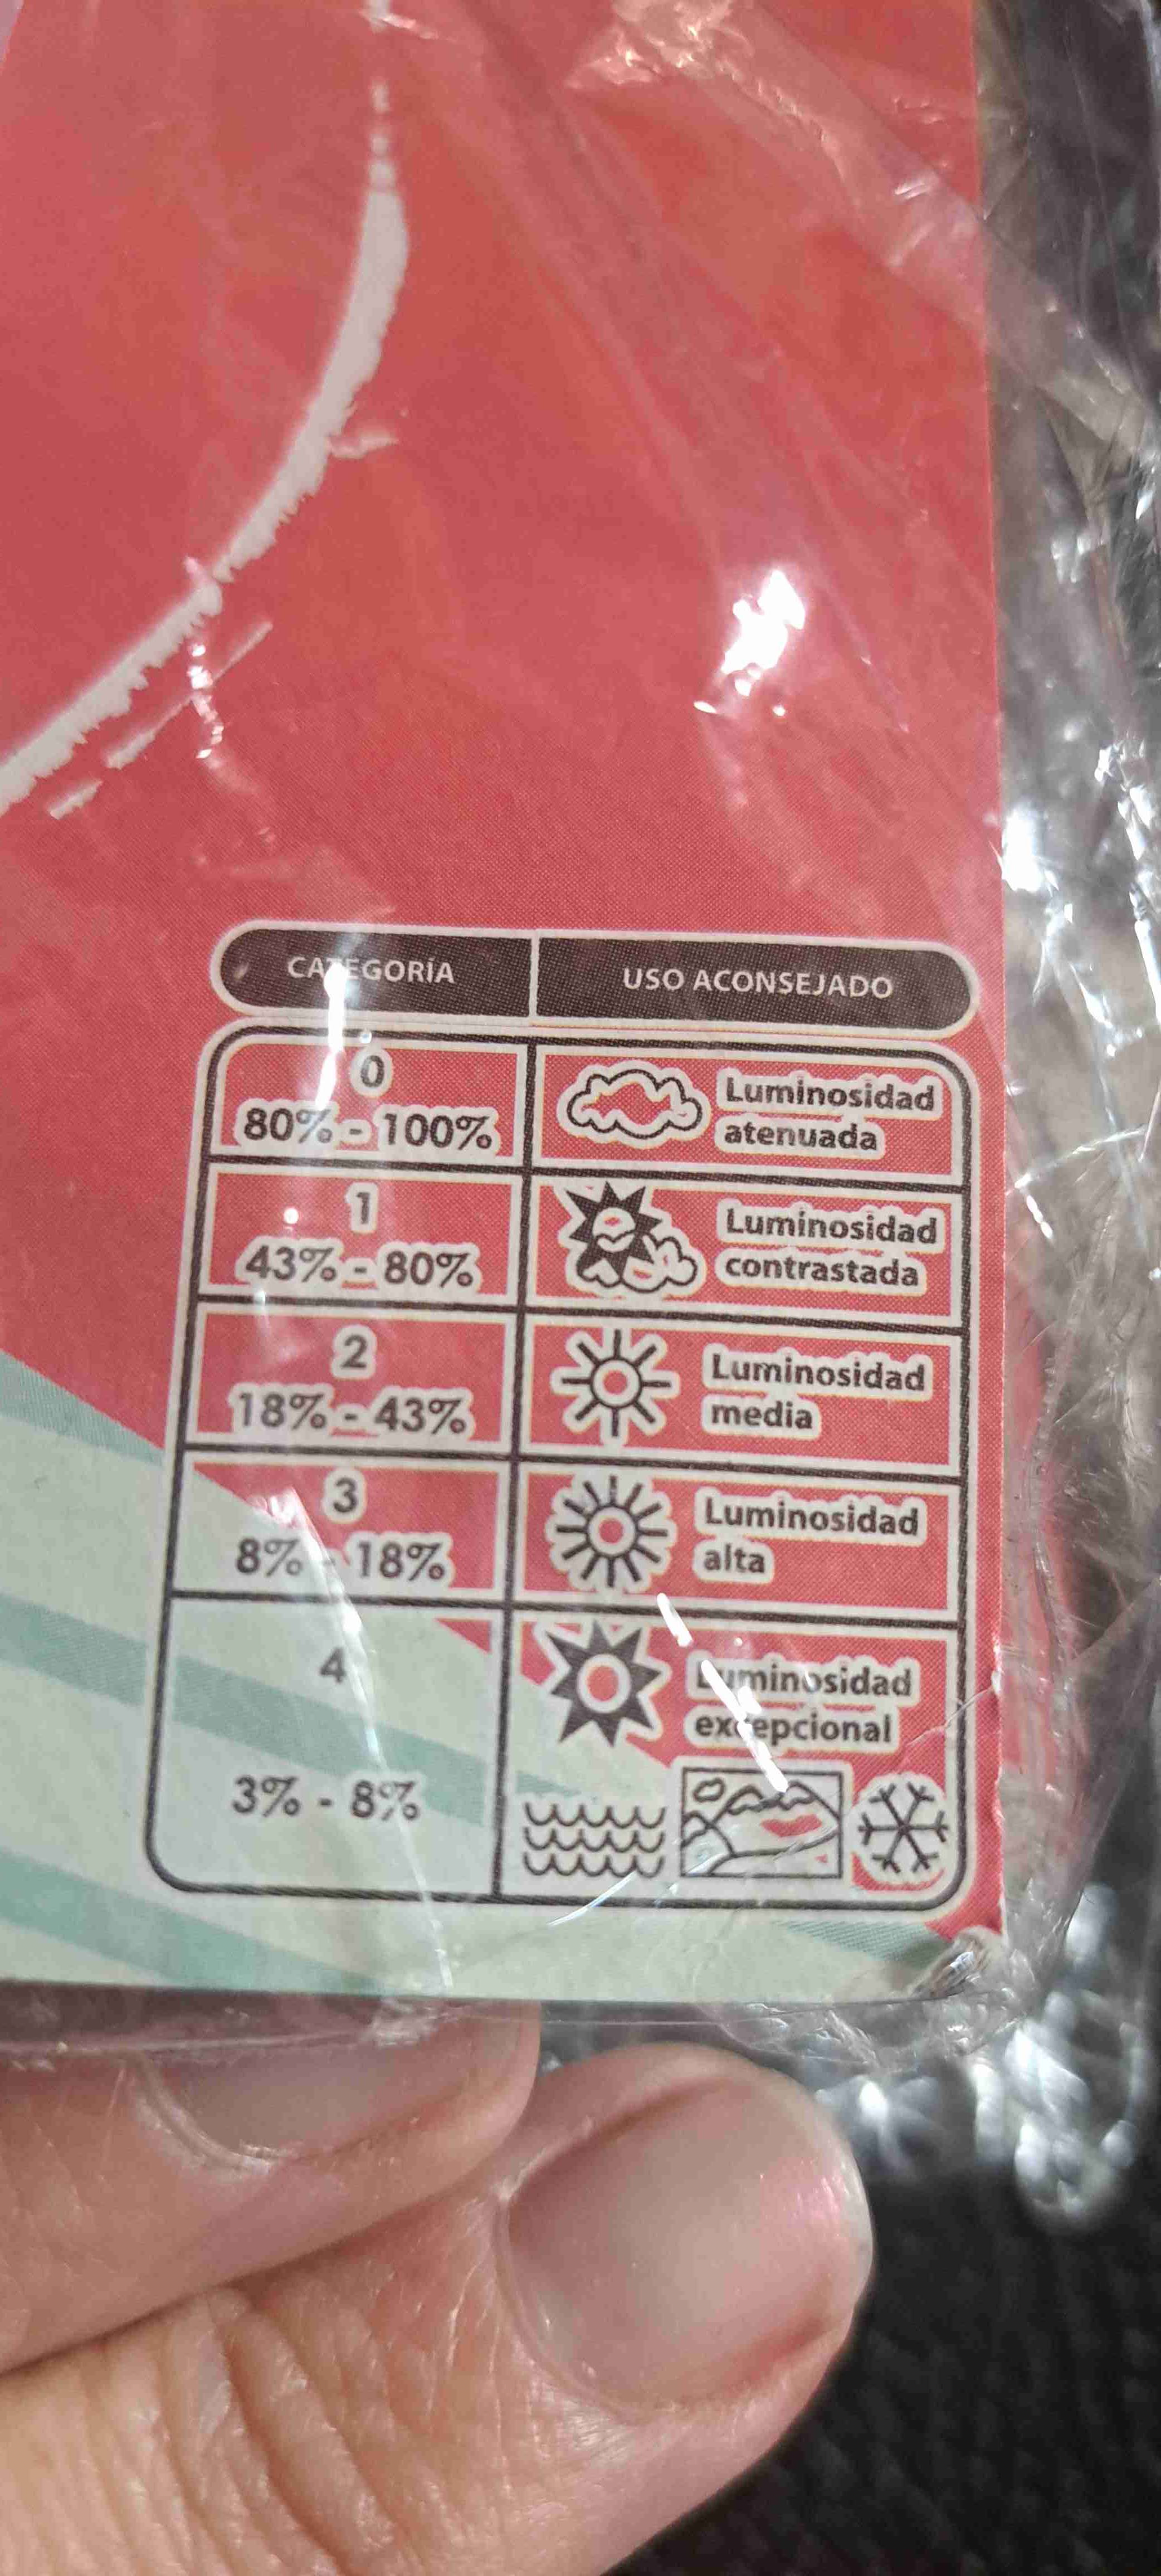 CATEGORÍA USO ACONSEJADO
0
80% - 100%
Luminosidad
atenuada
1
43% - 80%
Luminosidad
contrastada
2
18% - 43%
Luminosidad
media
3
8% - 18%
Luminosidad
alta
4
3% - 8%
Luminosidad
excepcional